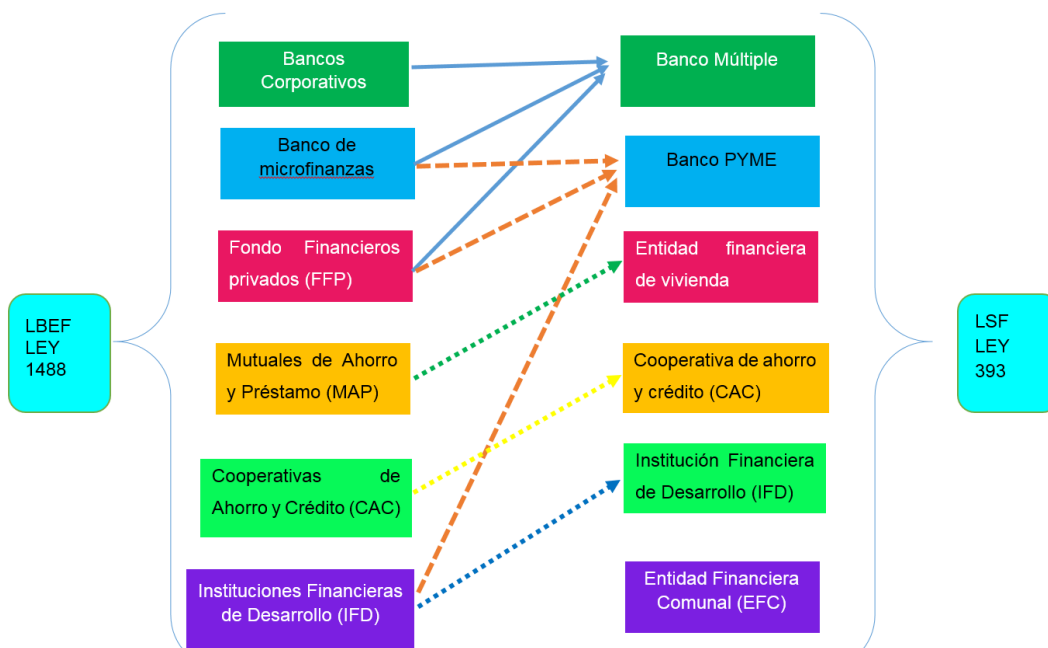 LBEF
LEY
1488
Bancos
Corporativos
Banco de
microfinanzas
Fondo Financieros
privados (FFP)
Mutuales de Ahorro
y Préstamo (MAP)
Cooperativas de
Ahorro y Crédito (CAC)
Instituciones Financieras
de Desarrollo (IFD)
Banco Múltiple
Banco PYME
Entidad financiera
de vivienda
Cooperativa de ahorro
y crédito (CAC)
Institución Financiera
de Desarrollo (IFD)
Entidad Financiera
Comunal (EFC)
LSF
LEY
393